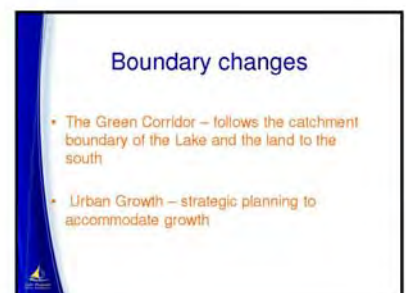 Boundary changes
• The Green Corridor – follows the catchment
boundary of the Lake and the land to the
south
• Urban Growth – strategic planning to
accommodate growth